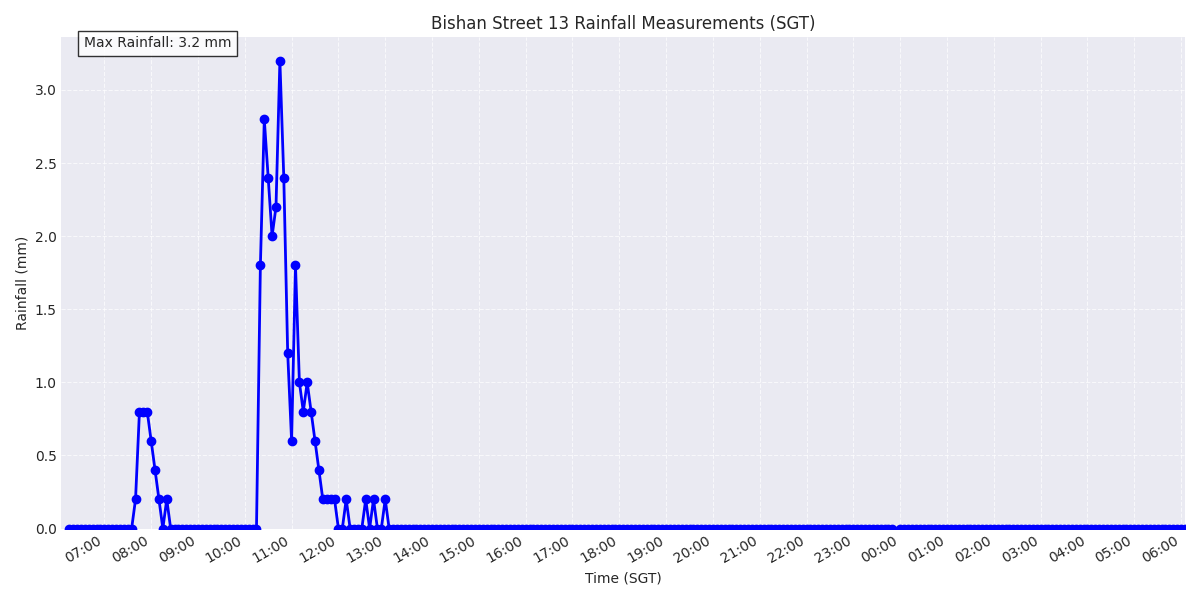 Bishan Street 13 Rainfall Measurements (SGT)
Max Rainfall: 3.2 mm
Rainfall (mm)
3.0
2.5
2.0
1.5
1.0
0.5
0.0
07:00 08:00 09:00 10:00 11:00 12:00 13:00 14:00 15:00 16:00 17:00 18:00 19:00 20:00 21:00 22:00 23:00 00:00 01:00 02:00 03:00 04:00 05:00 06:00
Time (SGT)